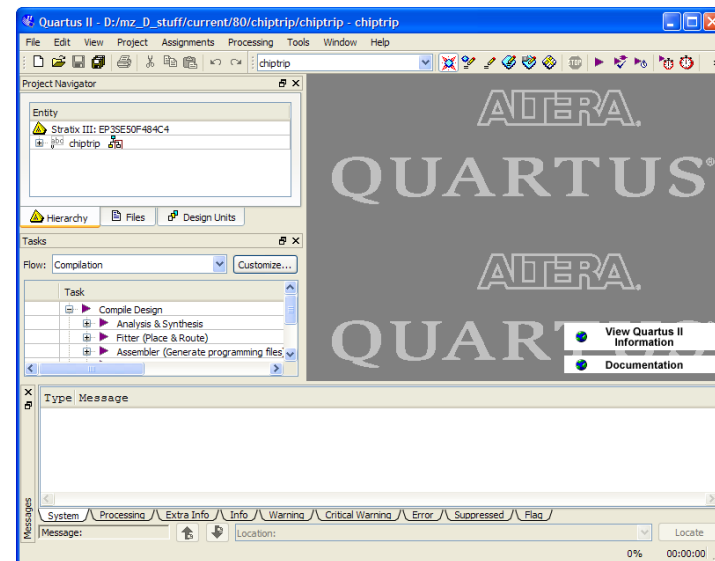 Quartus II - D:/mz_D_stuff/current/80/chiptrip/chiptrip - chiptrip
File Edit View Project Assignments Processing Tools Window Help
chiptrip
Project Navigator
Entity
Stratix III: EP3SE50F484C4
abc chiptrip
Hierarchy Files Design Units
Tasks
Flow: Compilation Customize...
Task
Compile Design
Analysis & Synthesis
Fitter (Place & Route)
Assembler (Generate programming files)
ALTERA.
QUARTUS®
ALTERA.
QUARTUS®
View Quartus II
Information
Documentation
Type Message
Messages
System Processing Extra Info Info Warning Critical Warning Error Suppressed Flag
Message: Location: Locate
0% 00:00:00